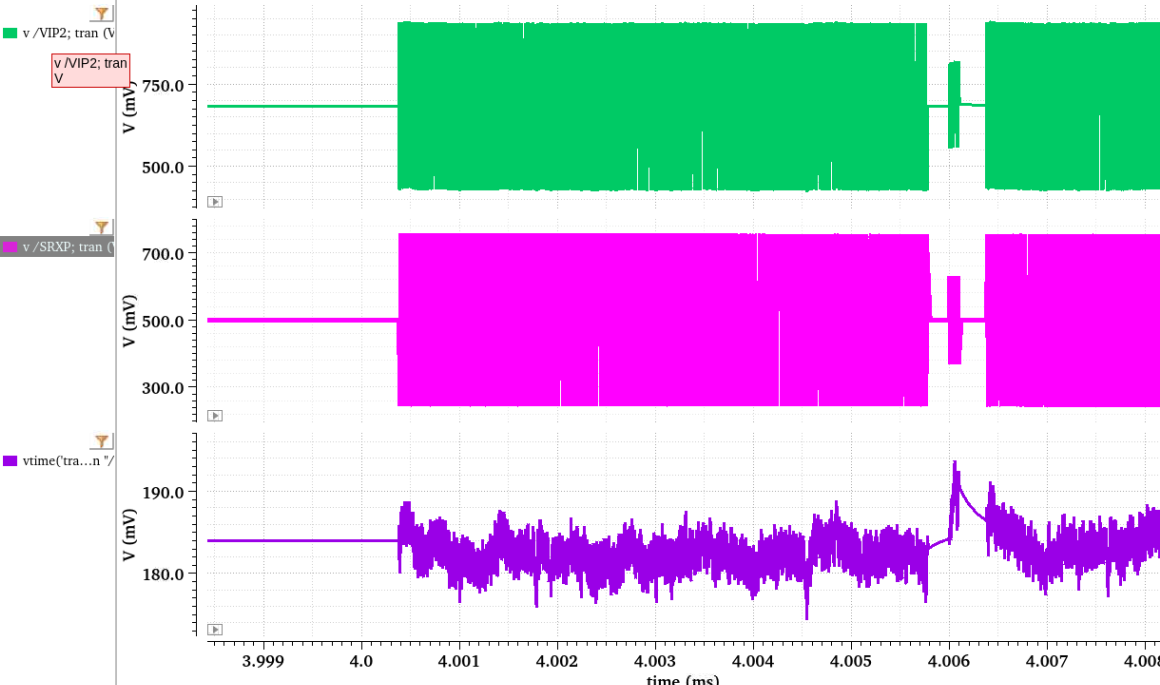 v /VIP2; tran (V
v /VIP2; tran
V
V (mV)
750.0
500.0
v /SRXP; tran (V
V (mV)
700.0
500.0
300.0
vtime('tra...n "/
V (mV)
190.0
180.0
3.999 4.0 4.001 4.002 4.003 4.004 4.005 4.006 4.007 4.008
time (ms)